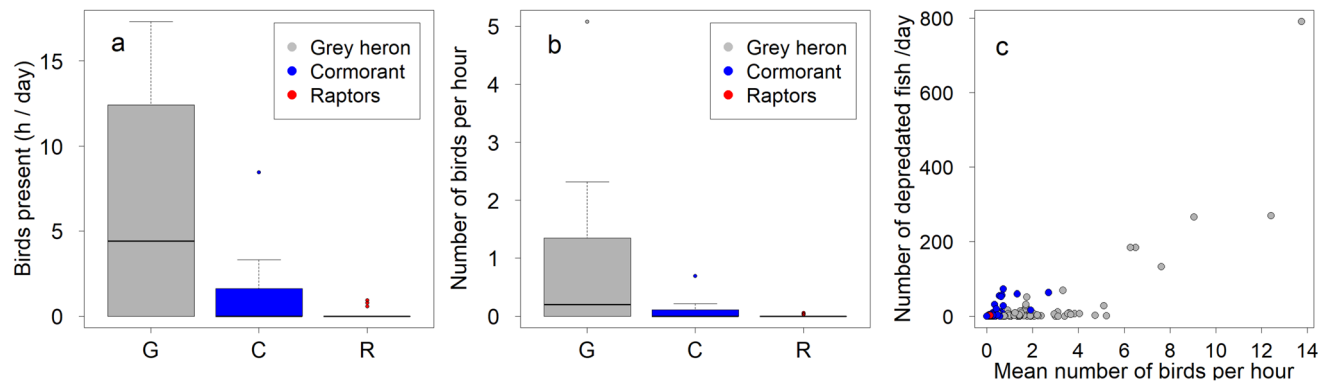 a
Grey heron
Cormorant
Raptors
Birds present (h / day)
15
10
5
0
G C R
b
Grey heron
Cormorant
Raptors
Number of birds per hour
5
4
3
2
1
0
G C R
c
Number of depredated fish /day
800
600
400
200
0
0 2 4 6 8 10 12 14
Mean number of birds per hour